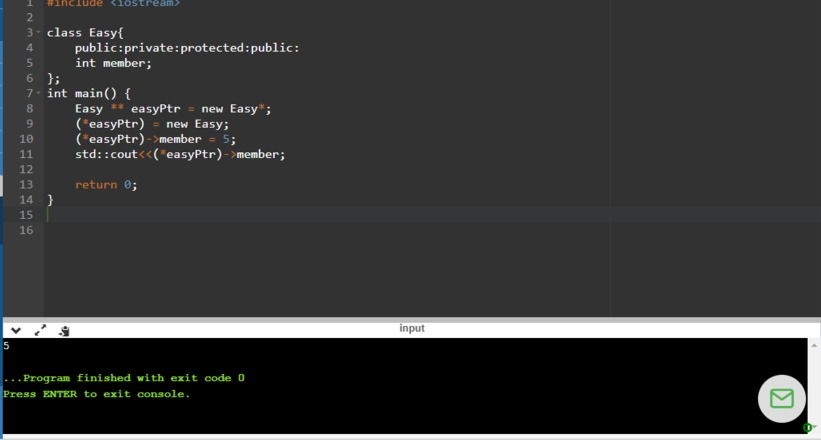 1 #include <iostream>
2
3 class Easy{
4 public:private:protected:public:
5 int member;
6 };
7 int main() {
8 Easy ** easyPtr = new Easy*;
9 (*easyPtr) = new Easy;
10 (*easyPtr)->member = 5;
11 std::cout<<(*easyPtr)->member;
12
13 return 0;
14 }
15
16
input
5
...Program finished with exit code 0
Press ENTER to exit console.